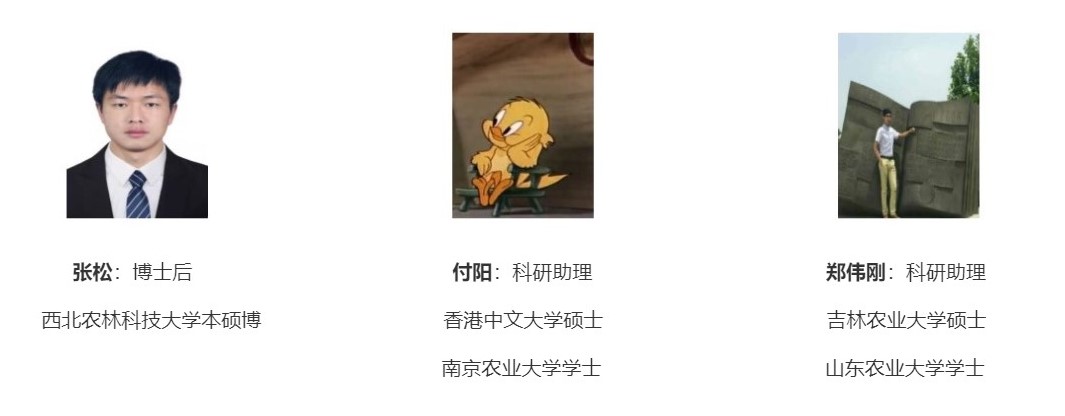 张松：博士后
西北农林科技大学本硕博
付阳：科研助理
香港中文大学硕士
南京农业大学学士
郑伟刚：科研助理
吉林农业大学硕士
山东农业大学学士